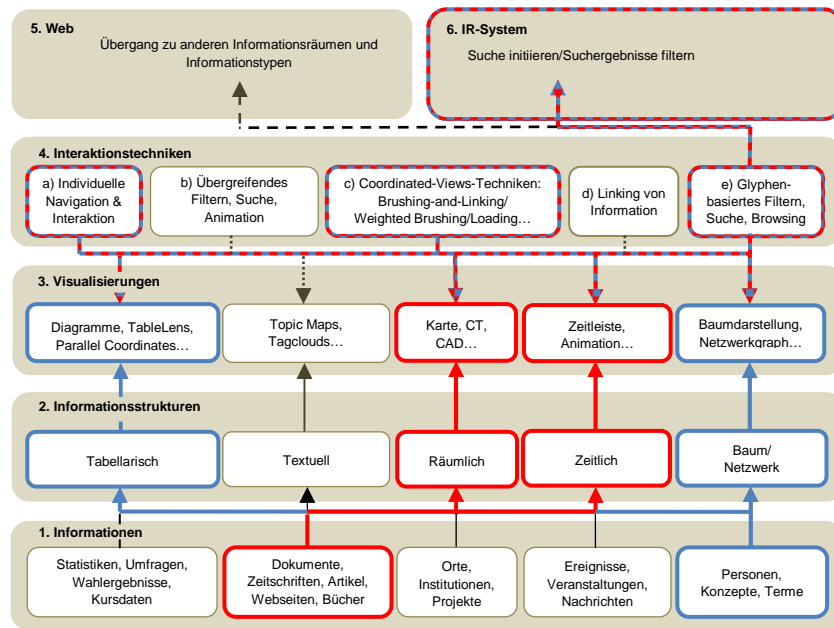 5. Web
Übergang zu anderen Informationsräumen und
Informationstypen
6. IR-System
Suche initiieren/Suchergebnisse filtern
4. Interaktionstechniken
a) Individuelle
Navigation &
Interaktion
b) Übergreifendes
Filtern, Suche,
Animation
c) Coordinated-Views-Techniken:
Brushing-and-Linking/
Weighted Brushing/Loading…
d) Linking von
Information
e) Glyphen-
basiertes Filtern,
Suche, Browsing
3. Visualisierungen
Diagramme, TableLens,
Parallel Coordinates…
Topic Maps,
Tagclouds…
Karte, CT,
CAD…
Zeitleiste,
Animation…
Baumdarstellung,
Netzwerkgraph…
2. Informationsstrukturen
Tabellarisch
Textuell
Räumlich
Zeitlich
Baum/
Netzwerk
1. Informationen
Statistiken, Umfragen,
Wahlergebnisse,
Kursdaten
Dokumente,
Zeitschriften, Artikel,
Webseiten, Bücher
Orte,
Institutionen,
Projekte
Ereignisse,
Veranstaltungen,
Nachrichten
Personen,
Konzepte, Terme